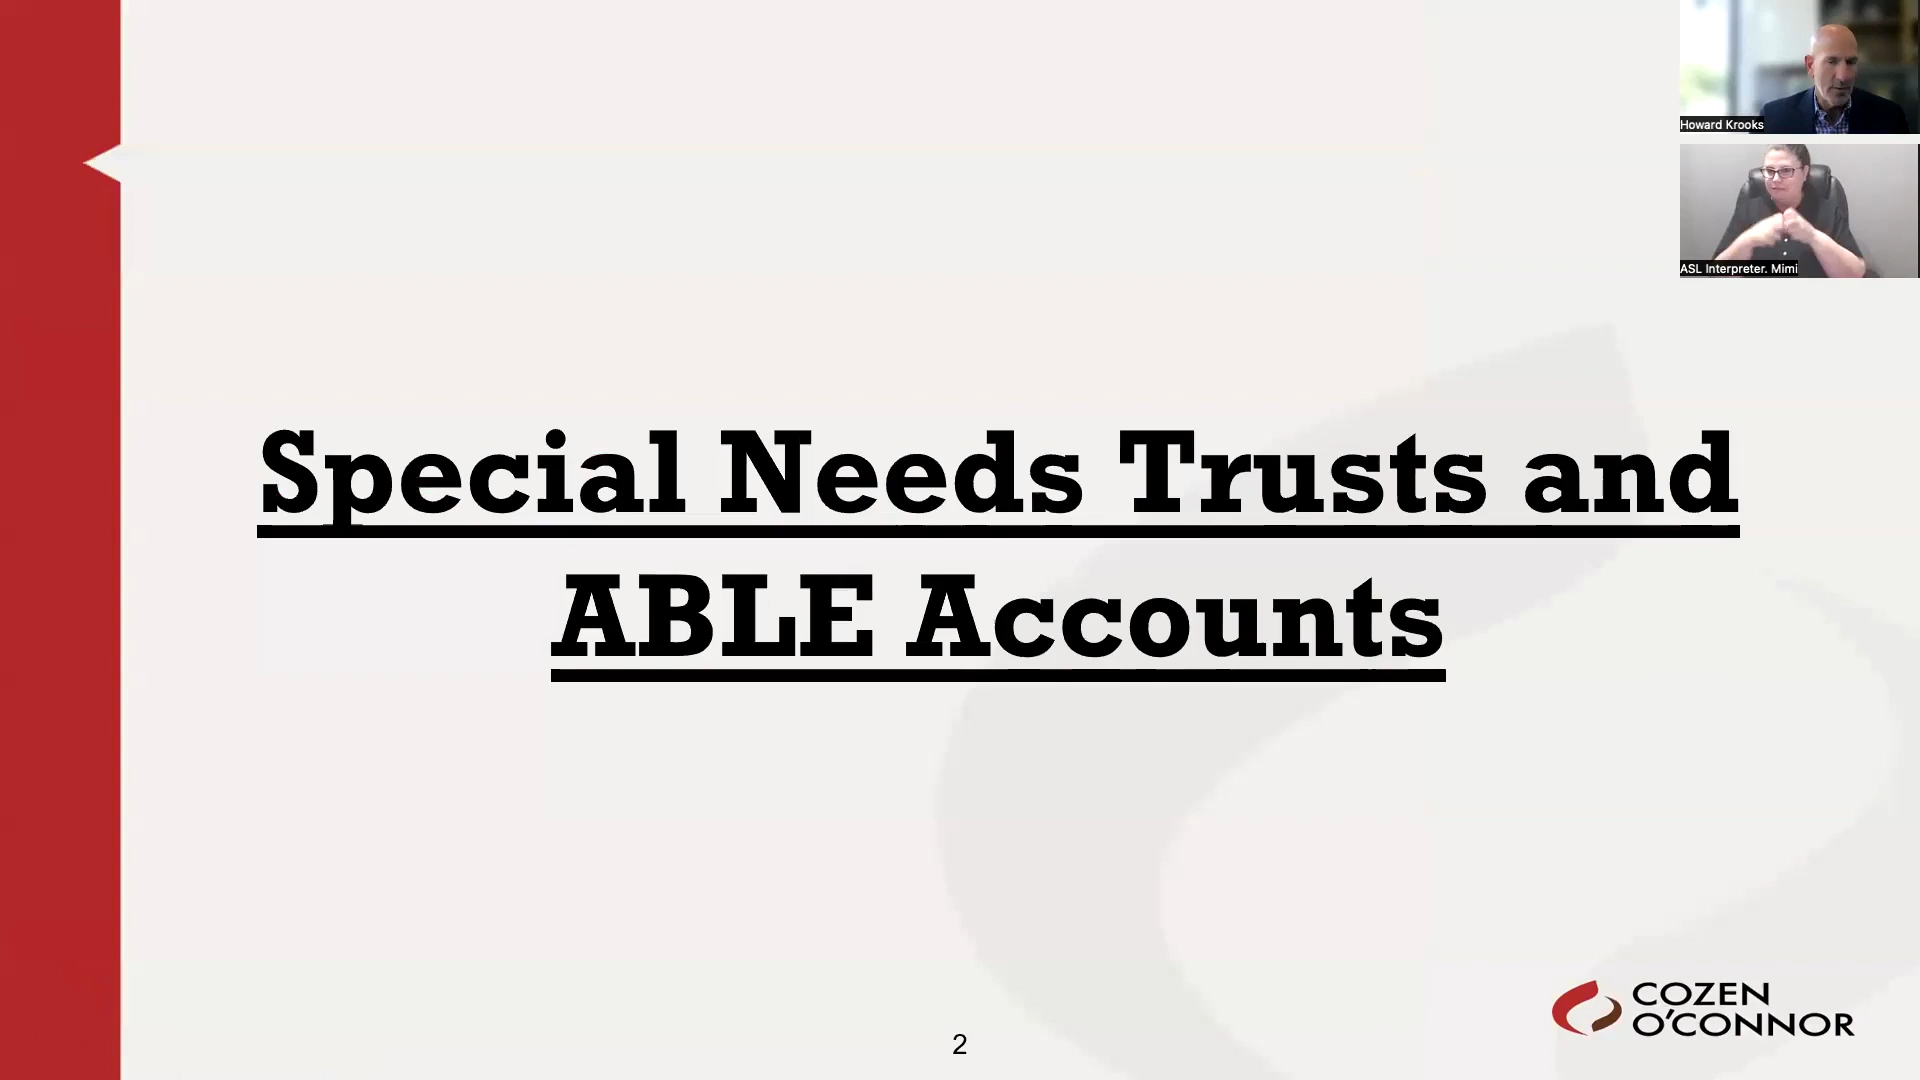 Howard Krooks
ASL Interpreter. Mimi
Special Needs Trusts and
ABLE Accounts
COZEN
O'CONNOR
2